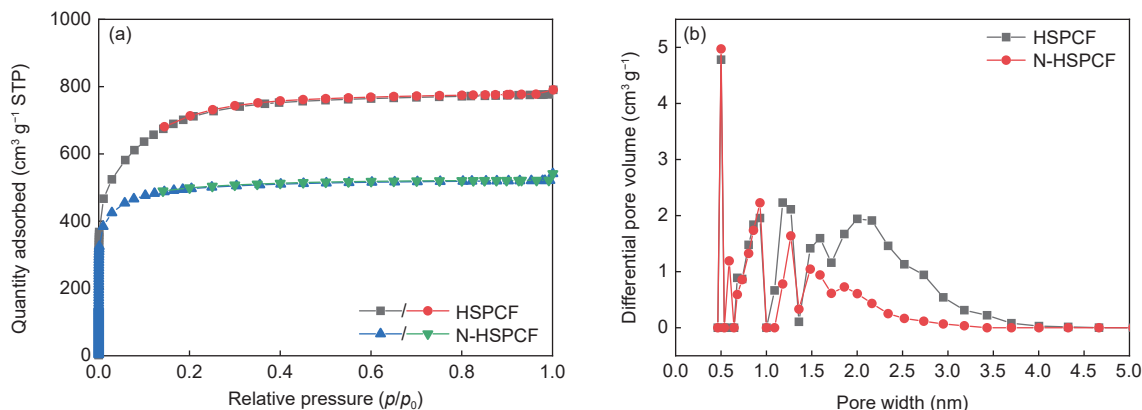 (a)
Quantity adsorbed (cm³ g⁻¹ STP)
1000
800
600
400
200
0
0.0 0.2 0.4 0.6 0.8 1.0
Relative pressure (p/p₀)
/ HSPCF
/ N-HSPCF
(b)
Differential pore volume (cm³ g⁻¹)
5
4
3
2
1
0
0.0 0.5 1.0 1.5 2.0 2.5 3.0 3.5 4.0 4.5 5.0
Pore width (nm)
HSPCF
N-HSPCF